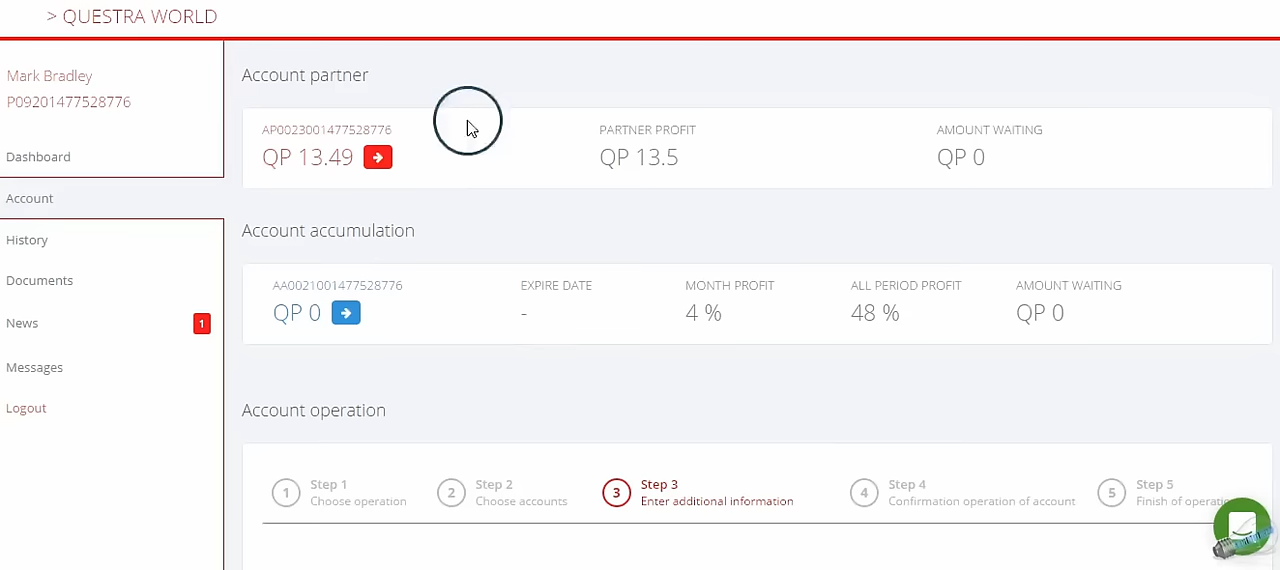 > QUESTRA WORLD
Mark Bradley
P09201477528776
Dashboard
Account
History
Documents
News 1
Messages
Logout
Account partner
AP0023001477528776 PARTNER PROFIT AMOUNT WAITING
QP 13.49 QP 13.5 QP 0
Account accumulation
AA0021001477528776 EXPIRE DATE MONTH PROFIT ALL PERIOD PROFIT AMOUNT WAITING
QP 0 - 4 % 48 % QP 0
Account operation
1 Step 1 2 Step 2 3 Step 3 4 Step 4 5 Step 5
Choose operation Choose accounts Enter additional information Confirmation operation of account Finish of